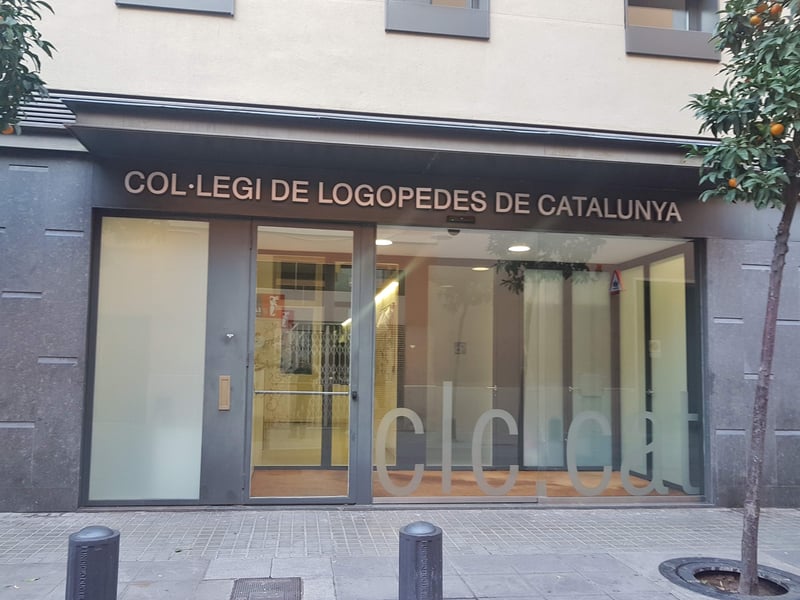 COL·LEGI DE LOGOPEDES DE CATALUNYA
clc.cat